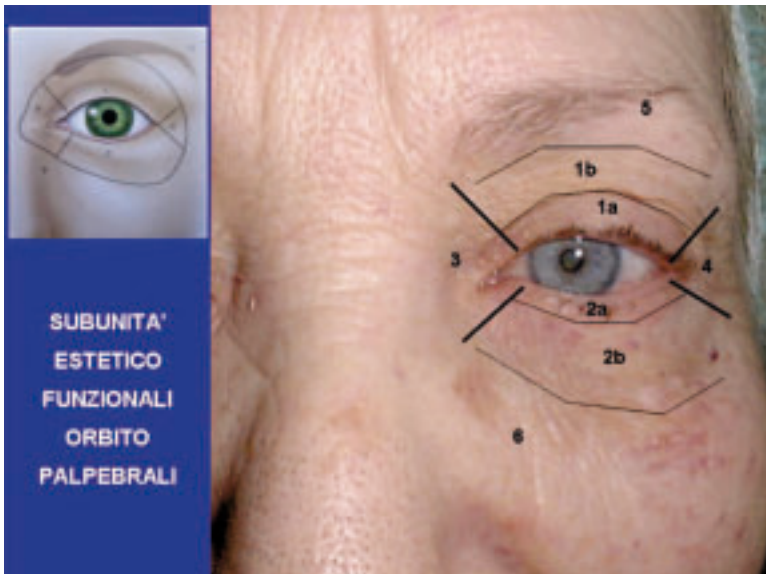 SUBUNITA'
ESTETICO
FUNZIONALI
ORBITO
PALPEBRALI
5
1b
1a
3
4
2a
2b
6